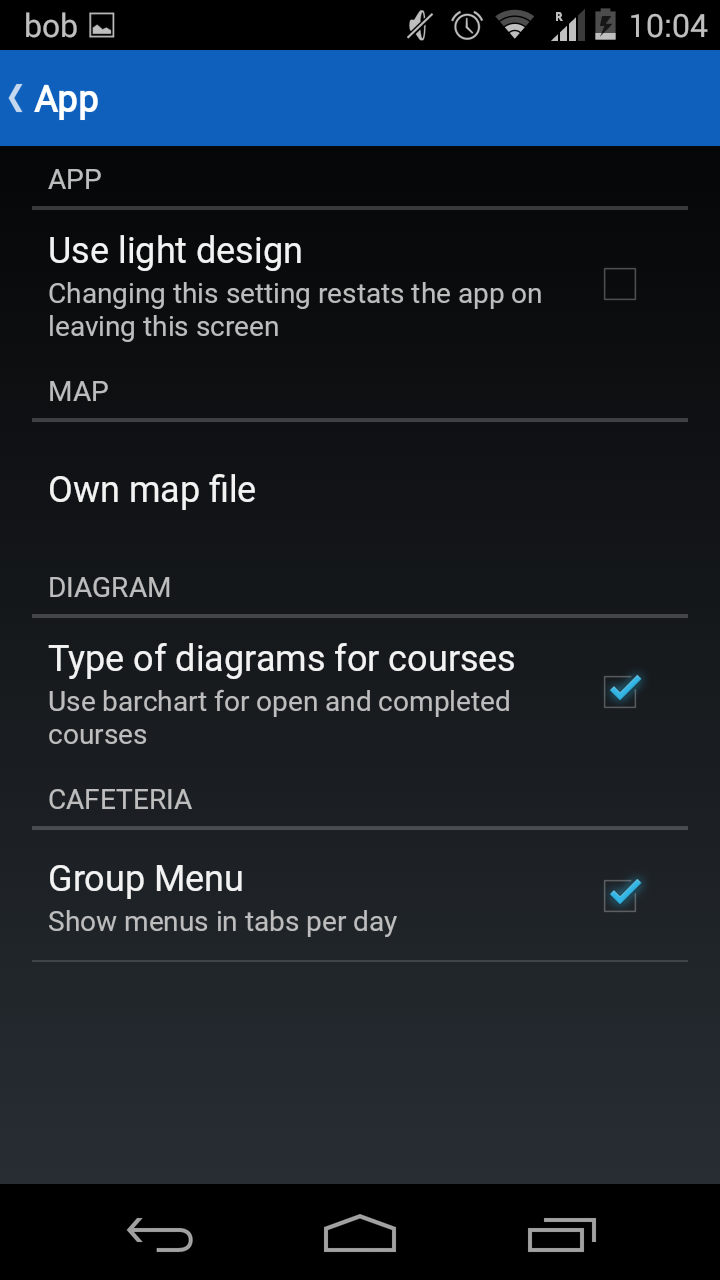 bob 10:04
App
APP
Use light design
Changing this setting restats the app on
leaving this screen
MAP
Own map file
DIAGRAM
Type of diagrams for courses
Use barchart for open and completed
courses
CAFETERIA
Group Menu
Show menus in tabs per day